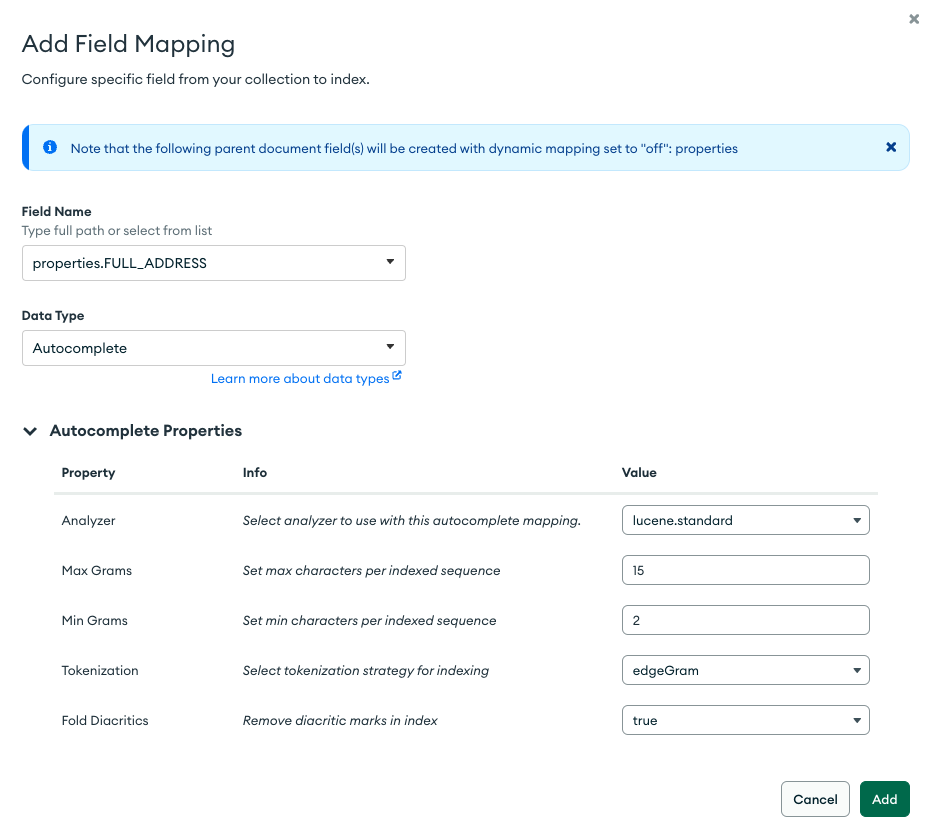 Add Field Mapping
Configure specific field from your collection to index.
Note that the following parent document field(s) will be created with dynamic mapping set to "off": properties
Field Name
Type full path or select from list
properties.FULL_ADDRESS
Data Type
Autocomplete
Learn more about data types
Autocomplete Properties
Property Info Value
Analyzer Select analyzer to use with this autocomplete mapping. lucene.standard
Max Grams Set max characters per indexed sequence 15
Min Grams Set min characters per indexed sequence 2
Tokenization Select tokenization strategy for indexing edgeGram
Fold Diacritics Remove diacritic marks in index true
Cancel Add